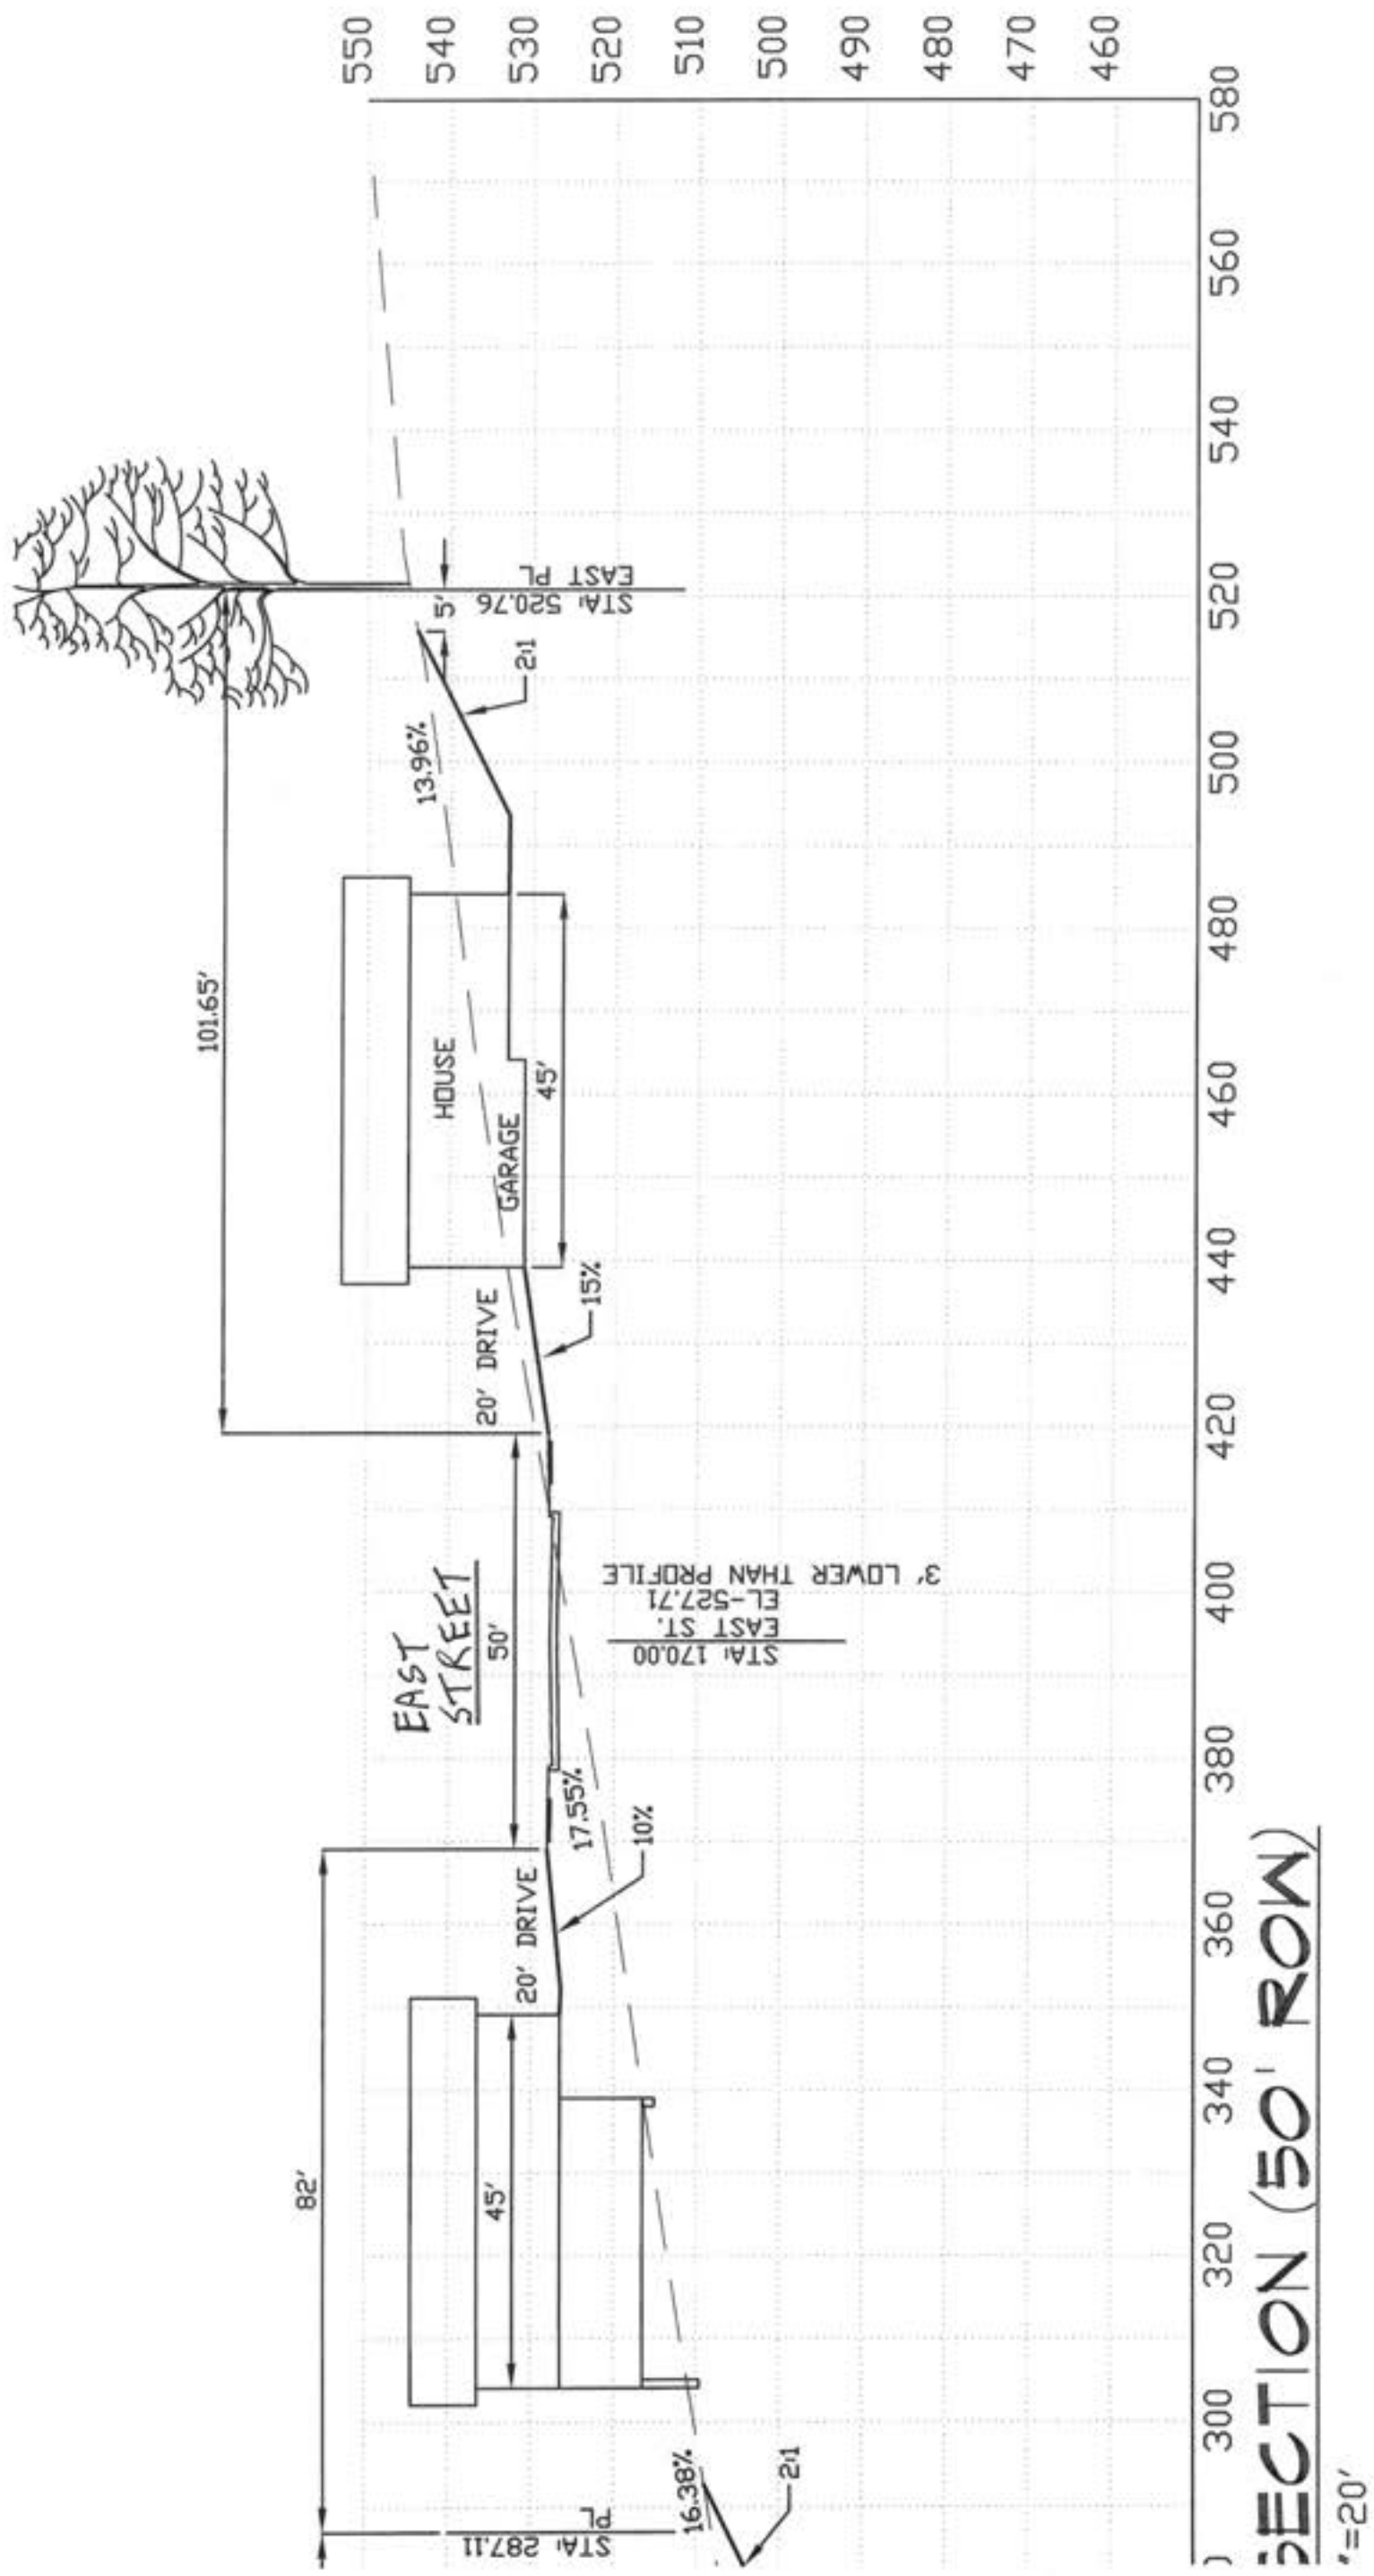 550
540
530
520
510
500
490
480
470
460
580
560
540
520
500
480
460
440
420
400
380
360
340
320
300
)
101.65'
EAST PL
STA: 520.76
5'
2:1
13.96%
HOUSE
GARAGE
45'
20' DRIVE
15%
EAST
STREET
50'
STA: 170.00
EAST ST.
EL-527.71
3' LOWER THAN PROFILE
17.55%
10%
20' DRIVE
82'
45'
16.38%
2:1
STA: 287.11
PL
SECTION (50' ROW)
'=20'